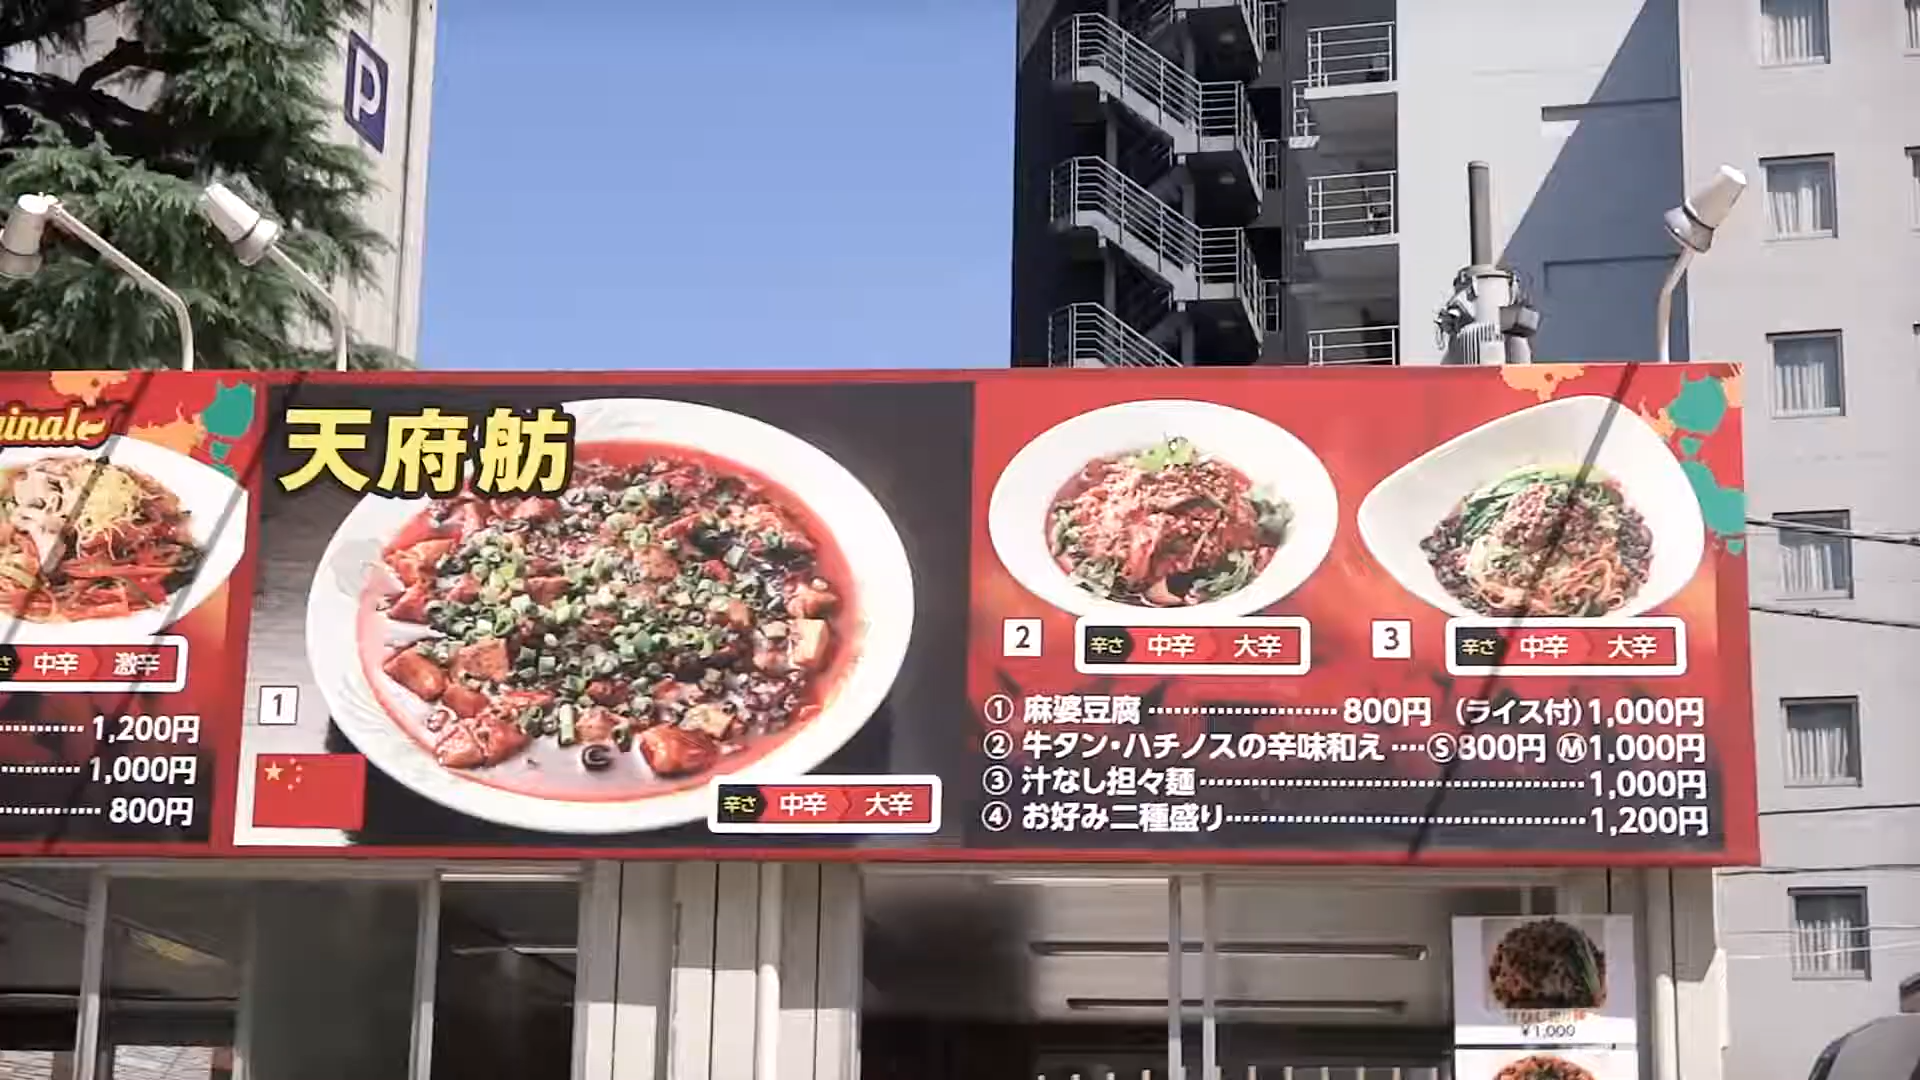 P
天府舫
辛さ 中辛 激辛
1,200円
1,000円
800円
1
辛さ 中辛 大辛
2
辛さ 中辛 大辛
3
辛さ 中辛 大辛
① 麻婆豆腐 800円 (ライス付) 1,000円
② 牛タン・ハチノスの辛味和え Ⓢ800円 Ⓜ1,000円
③ 汁なし担々麺 1,000円
④ お好み二種盛り 1,200円
¥1,000